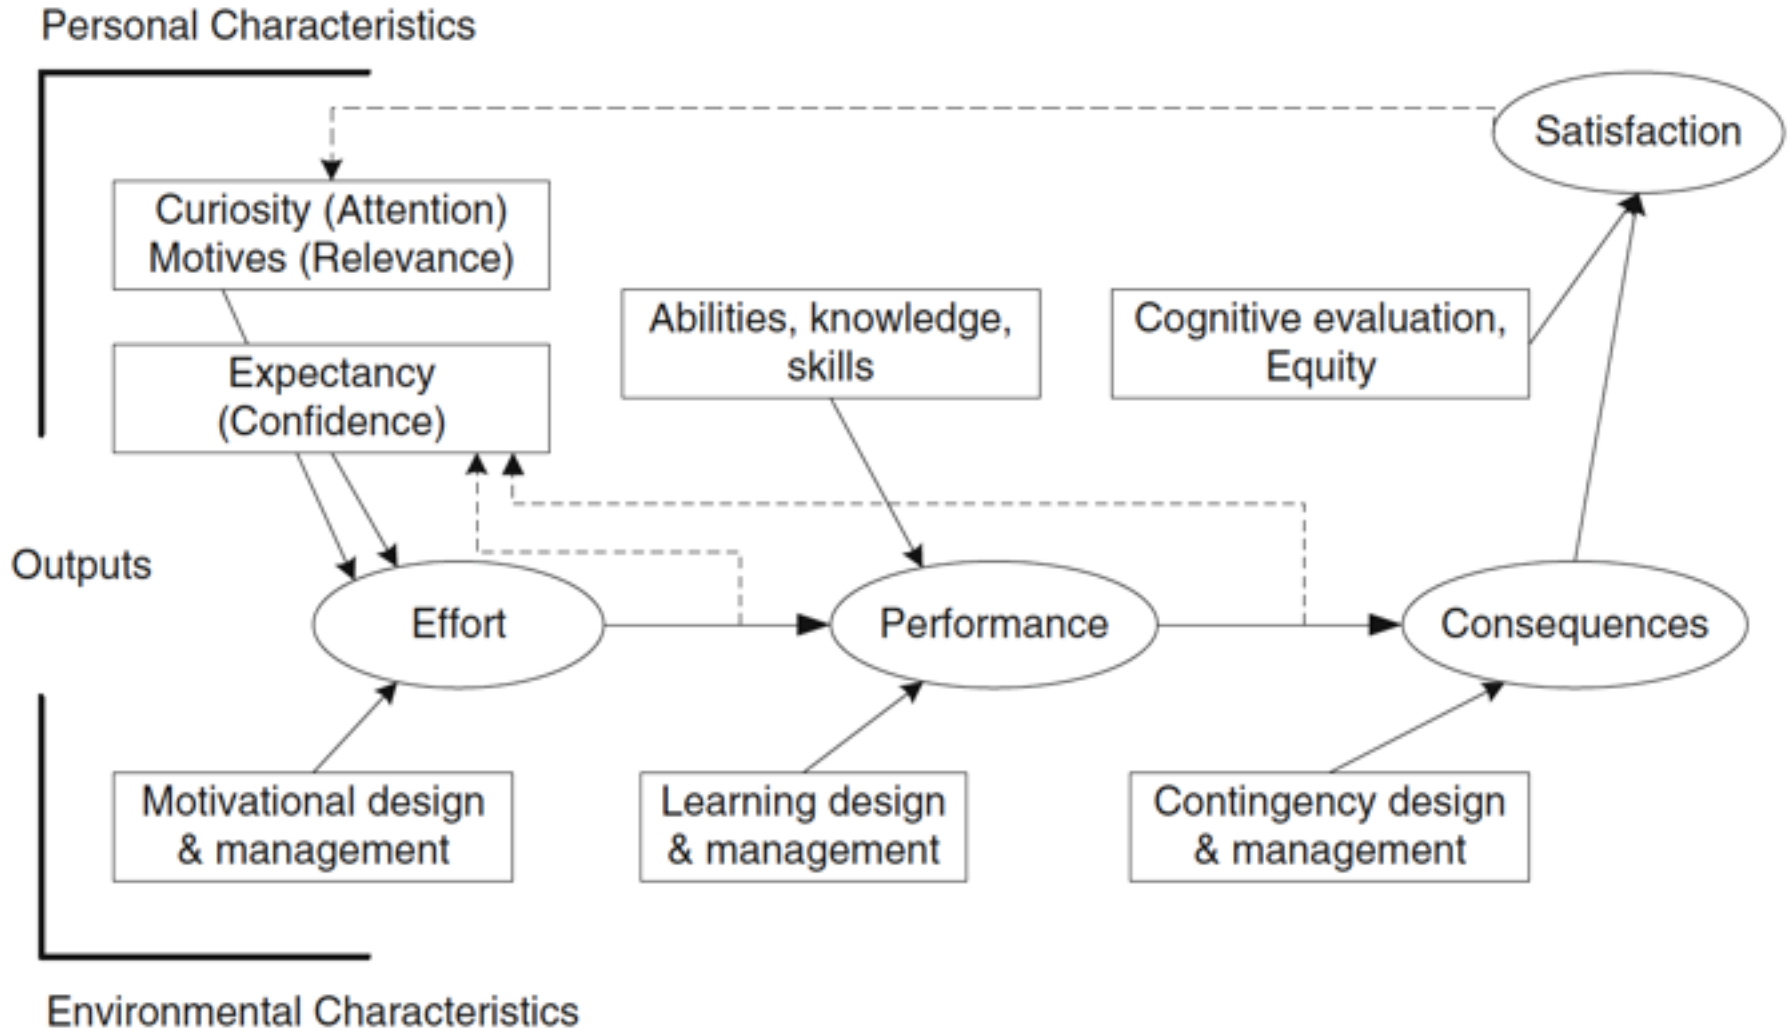 Personal Characteristics
Satisfaction
Curiosity (Attention)
Motives (Relevance)
Abilities, knowledge,
skills
Cognitive evaluation,
Equity
Expectancy
(Confidence)
Outputs
Effort
Performance
Consequences
Motivational design
& management
Learning design
& management
Contingency design
& management
Environmental Characteristics